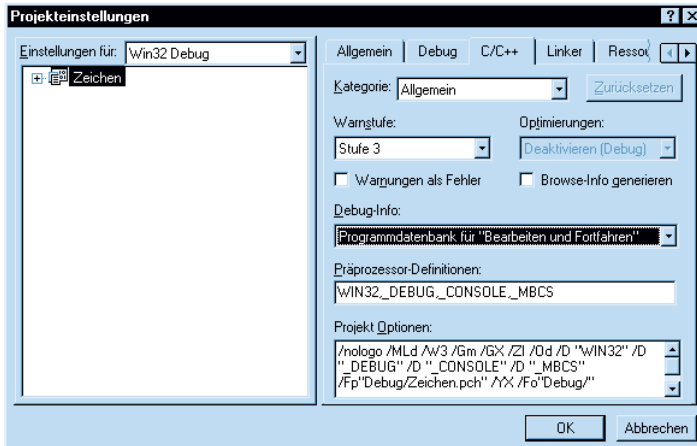 Projekteinstellungen
Einstellungen für: Win32 Debug
Zeichen
Allgemein Debug C/C++ Linker Ressou
Kategorie: Allgemein Zurücksetzen
Warnstufe: Optimierungen:
Stufe 3 Deaktivieren (Debug)
Warnungen als Fehler Browse-Info generieren
Debug-Info:
Programmdatenbank für "Bearbeiten und Fortfahren"
Präprozessor-Definitionen:
WIN32,_DEBUG,_CONSOLE,_MBCS
Projekt Optionen:
/nologo /MLd /W3 /Gm /GX /ZI /Od /D "WIN32" /D
"_DEBUG" /D "_CONSOLE" /D "_MBCS"
/Fp"Debug/Zeichen.pch" /YX /Fo"Debug/"
OK Abbrechen